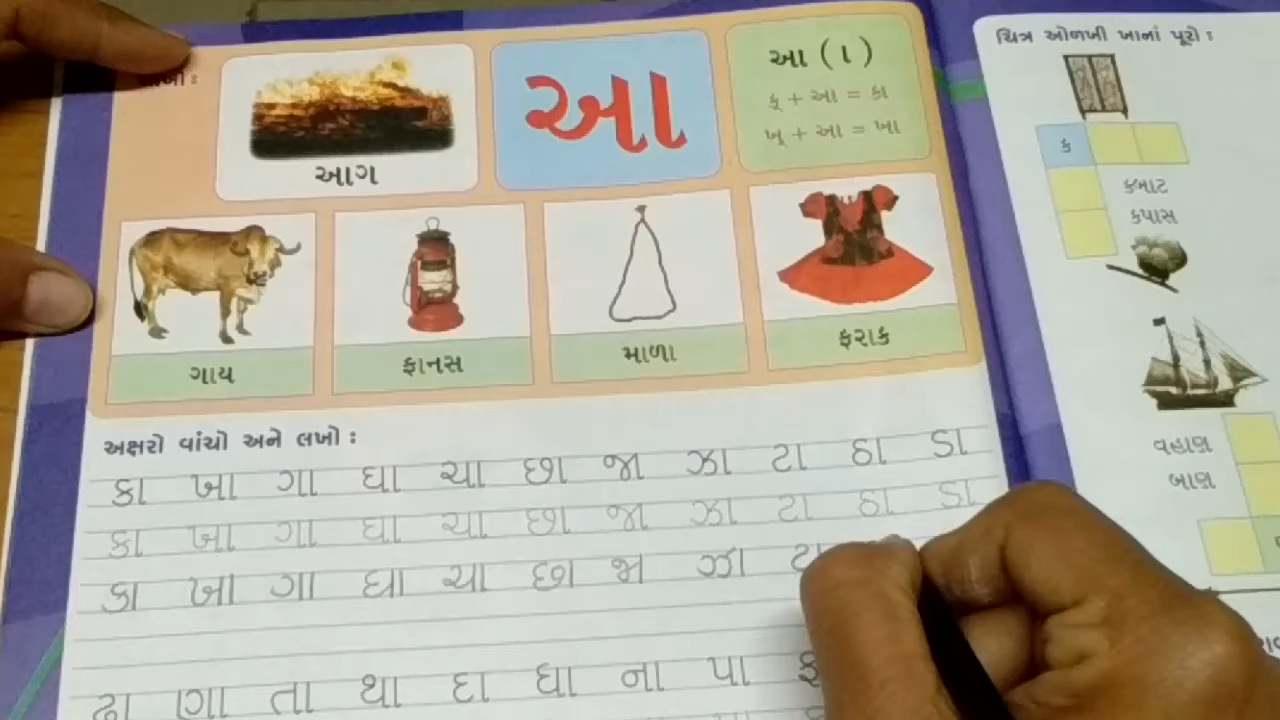 આગ
આ
આ ( ા )
ક્ + આ = કા
ખ્ + આ = ખા
ગાય
ફાનસ
માળા
ફરાક
અક્ષરો વાંચો અને લખો :
કા ખા ગા ઘા ચા છા જા ઝા ટા ઠા ડા
કા ખા ગા ઘા ચા છા જા ઝા ટા ઠા ડા
કા ખા ગા ઘા ચા છા જા ઝા ટા
ઢા ણા તા થા દા ધા ના પા
ચિત્ર ઓળખી ખાનાં પૂરો :
ક
કબાટ
કપાસ
વહાણ
બાણ